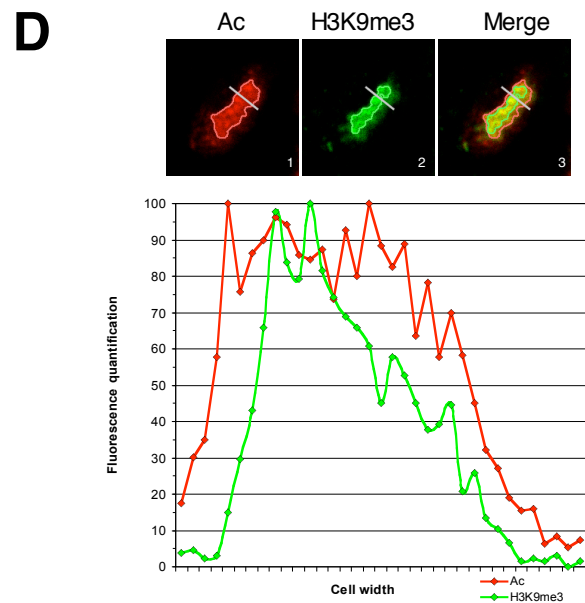 D
Ac H3K9me3 Merge
1 2 3
100
90
80
70
60
50
40
30
20
10
0
Fluorescence quantification
Cell width
Ac
H3K9me3